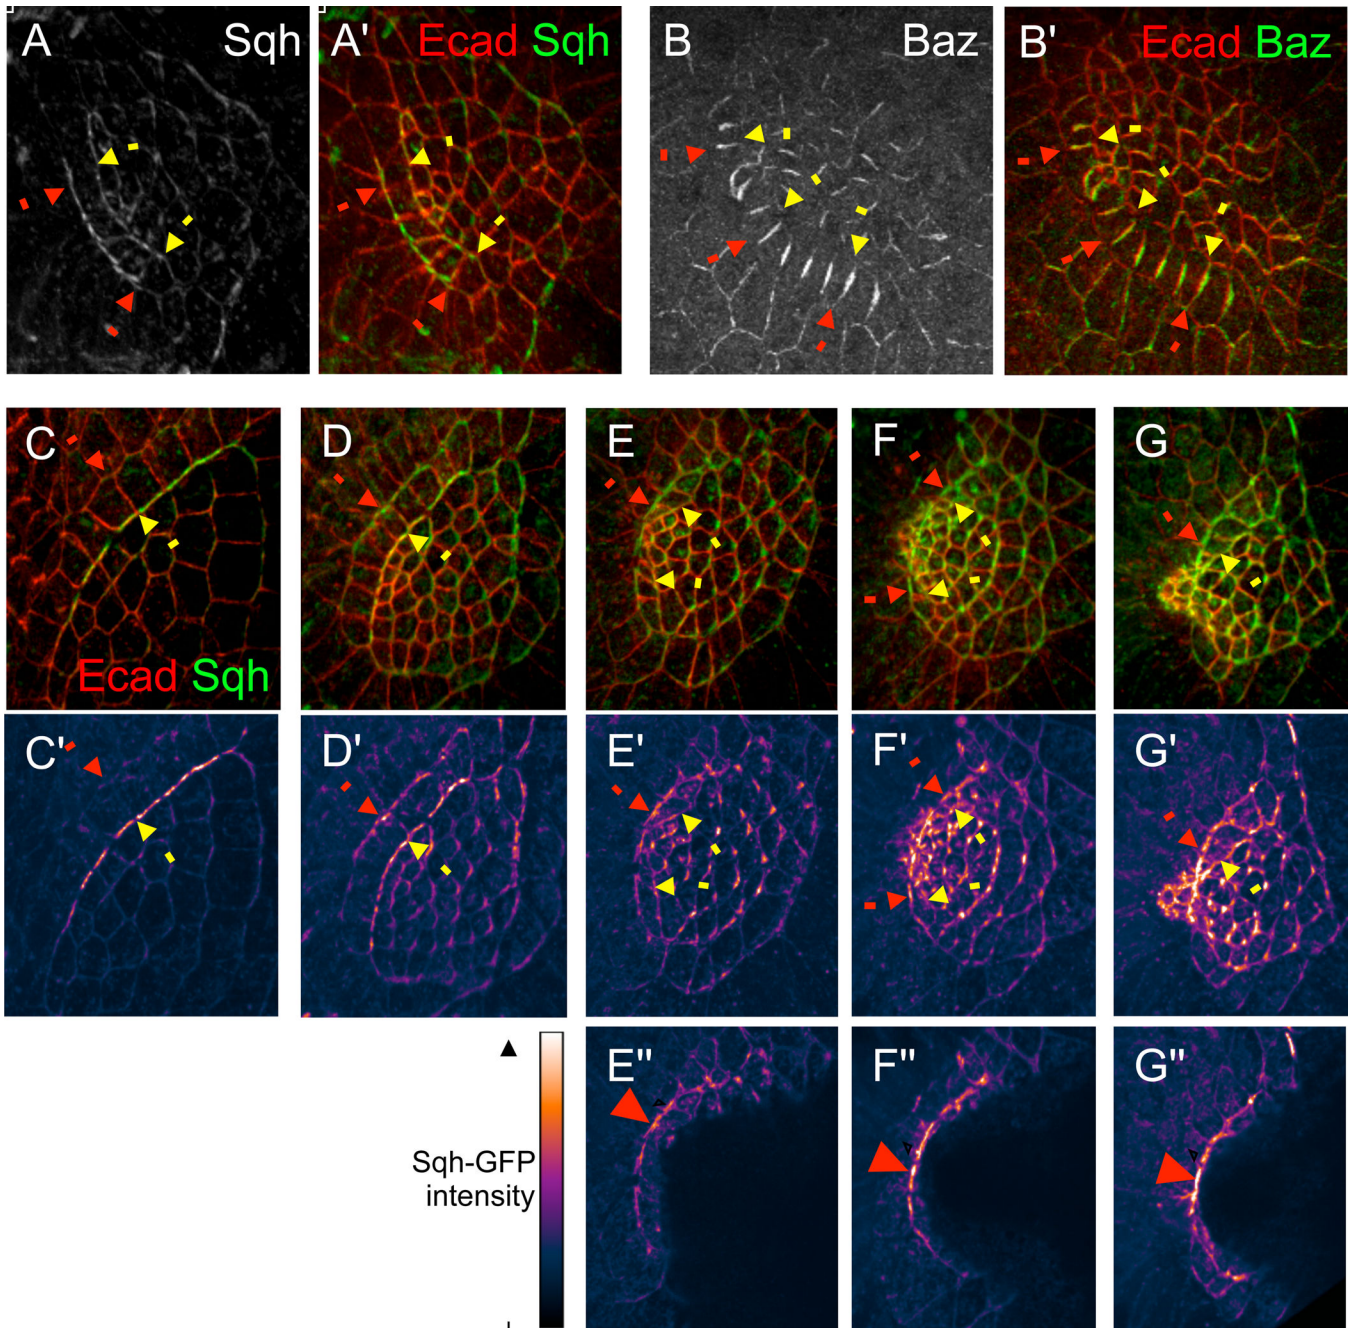 A Sqh
A' Ecad Sqh
B Baz
B' Ecad Baz
C
Ecad Sqh
D
E
F
G
C'
D'
E'
F'
G'
Sqh-GFP
intensity
E"
F"
G"